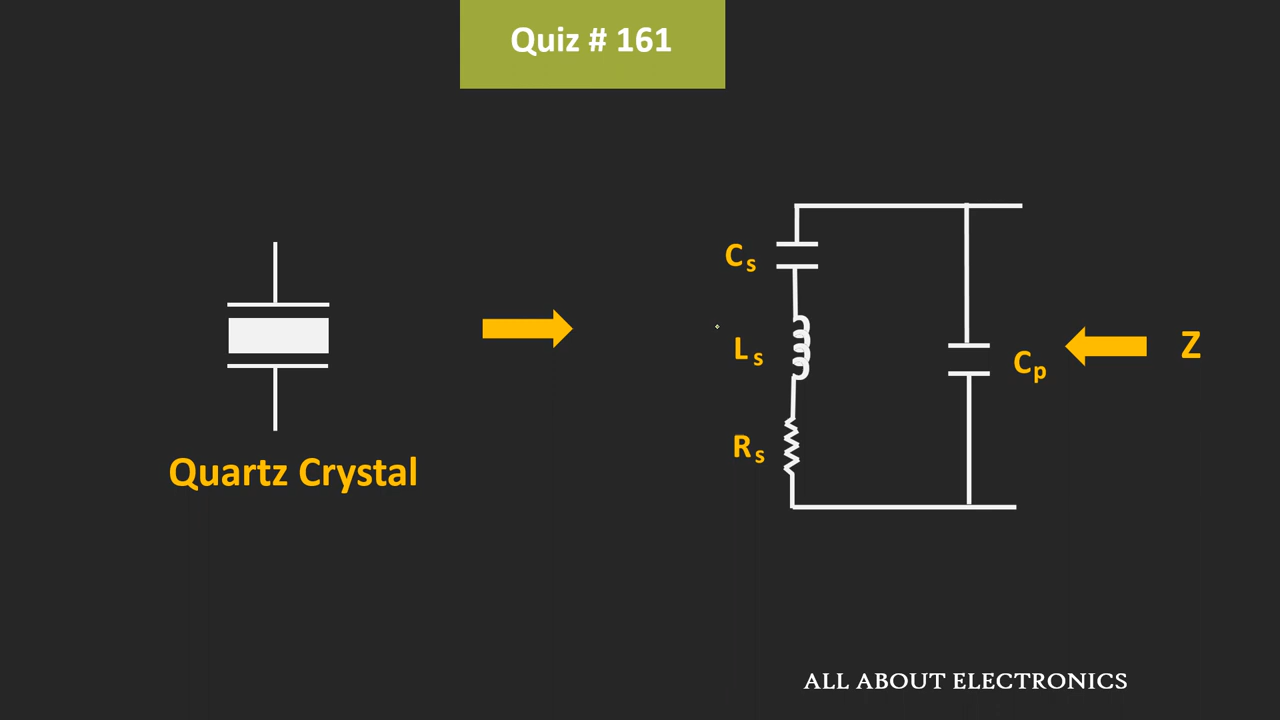 Quiz # 161
Cs
Ls
Rs
Cp
Z
Quartz Crystal
ALL ABOUT ELECTRONICS